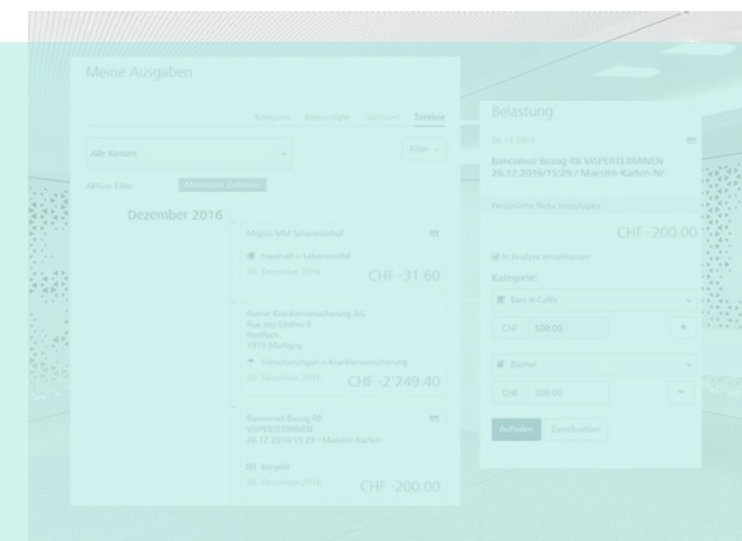 Meine Ausgaben
Kategorie Regelmäßig Stichwort Timeline
Alle Konten
Filter
Aktiver Filter: Maximaler Zeitraum
Dezember 2016
Migros MM Schweizerhof
Haushalt > Lebensmittel
30. Dezember 2016 CHF -31.60
Avenir Krankenversicherung AG
Rue des Cèdres 5
Postfach
1919 Martigny
Versicherungen > Krankenversicherung
30. Dezember 2016 CHF -2'249.40
Bancomat-Bezug RB
VISPERTERMINEN
26.12.2016/15:29 / Maestro-Karten-
Bargeld
26. Dezember 2016 CHF -200.00
Belastung
26.12.2016
Bancomat-Bezug RB VISPERTERMINEN
26.12.2016/15:29 / Maestro-Karten-Nr.
Persönliche Notiz hinzufügen...
CHF -200.00
In Analyse einschliessen
Kategorie:
Bars & Cafés
CHF 100.00 +
Bücher
CHF 100.00 -
Aufteilen Zurücksetzen